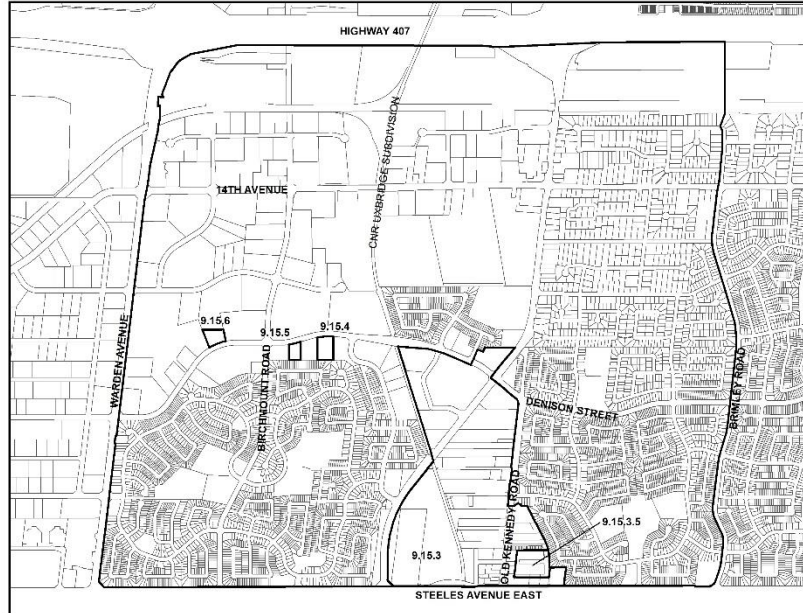 HIGHWAY 407
CNR UXBRIDGE SUBDIVISION
14TH AVENUE
WARDEN AVENUE
9.15.6
9.15.5
9.15.4
BIRCHMOUNT ROAD
DENISON STREET
BRIMLEY ROAD
OLD KENNEDY ROAD
9.15.3.5
9.15.3
STEELES AVENUE EAST